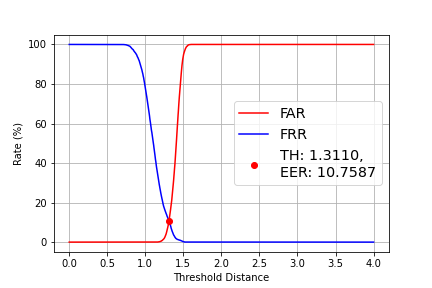 100
80
60
40
20
0
Rate (%)
FAR
FRR
TH: 1.3110,
EER: 10.7587
0.0 0.5 1.0 1.5 2.0 2.5 3.0 3.5 4.0
Threshold Distance